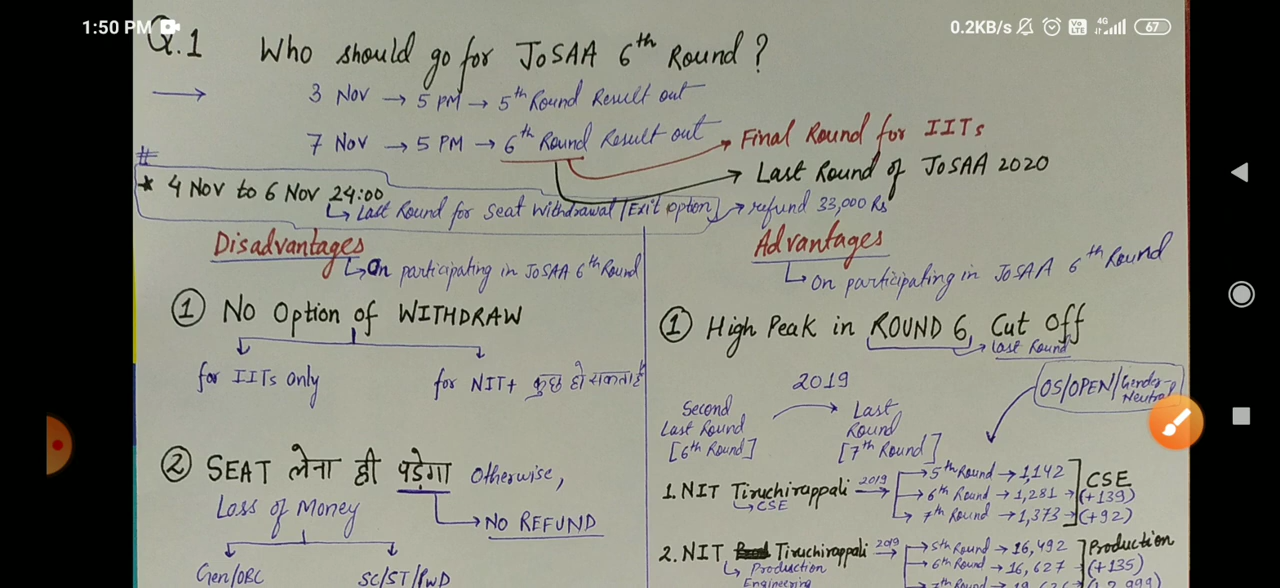 1:50 PM
0.2KB/s
4G
Vo LTE
67
Q.1 Who should go for JoSAA 6th Round?
3 Nov → 5 PM → 5th Round Result out
7 Nov → 5 PM → 6th Round Result out
→ Final Round for IITs
→ Last Round of JoSAA 2020
#
* 4 Nov to 6 Nov 24:00
Last Round for Seat Withdrawal/Exit option → refund 33,000 Rs
Disadvantages
On participating in JoSAA 6th Round
① No Option of WITHDRAW
for IITs only
for NIT+ कुछ हो सकता है
② SEAT लेना ही पड़ेगा Otherwise,
Loss of Money
→ No REFUND
Gen/OBC
SC/ST/PwD
Advantages
On participating in JoSAA 6th Round
① High Peak in ROUND 6, Cut Off
→ Last Round
2019
OS/OPEN/Gender Neutral
Second Last Round [6th Round]
Last Round [7th Round]
1. NIT Tiruchirappali 2019
CSE
5th Round → 1,142
6th Round → 1,281 → (+139)
7th Round → 1,373 → (+92)
CSE
2. NIT Tiruchirappali 2019
Production Engineering
5th Round → 16,492
6th Round → 16,627 → (+135)
7th Round
Production